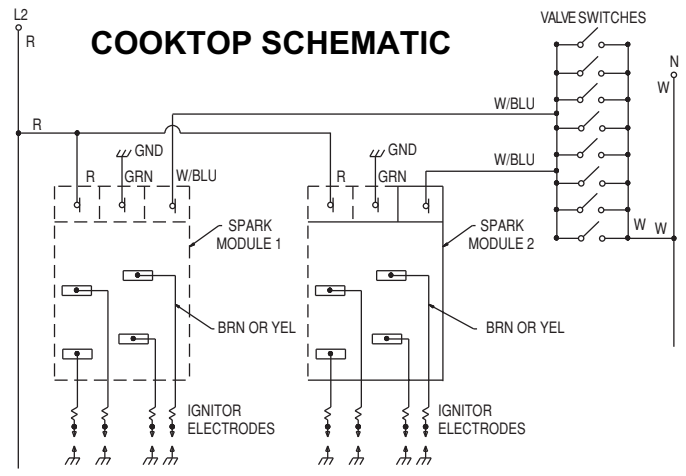 L2
R
COOKTOP SCHEMATIC
VALVE SWITCHES
N
W
W/BLU
R
GND
R
GRN
W/BLU
GND
R
GRN
W/BLU
W
W
SPARK
MODULE 1
SPARK
MODULE 2
BRN OR YEL
BRN OR YEL
IGNITOR
ELECTRODES
IGNITOR
ELECTRODES